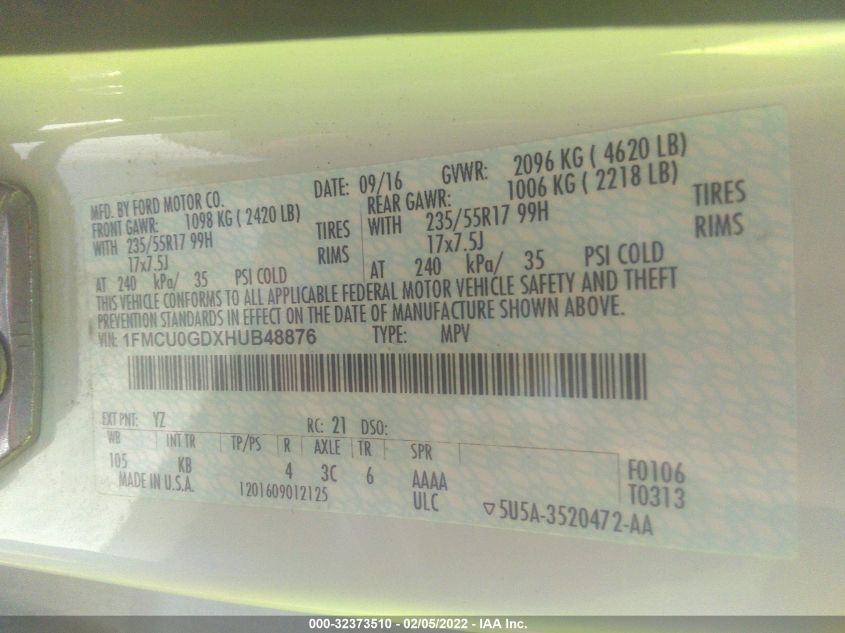 MFD. BY FORD MOTOR CO. DATE: 09/16 GVWR: 2096 KG ( 4620 LB)
FRONT GAWR: 1098 KG ( 2420 LB) REAR GAWR: 1006 KG ( 2218 LB)
WITH 235/55R17 99H TIRES WITH 235/55R17 99H TIRES
17x7.5J RIMS 17x7.5J RIMS
AT 240 kPa/ 35 PSI COLD AT 240 kPa/ 35 PSI COLD
THIS VEHICLE CONFORMS TO ALL APPLICABLE FEDERAL MOTOR VEHICLE SAFETY AND THEFT
PREVENTION STANDARDS IN EFFECT ON THE DATE OF MANUFACTURE SHOWN ABOVE.
VIN: 1FMCU0GDXHUB48876 TYPE: MPV
EXT PNT: YZ RC: 21 DSO:
WB INT TR TP/PS R AXLE TR SPR
105 KB 4 3C 6 AAAA F0106
MADE IN U.S.A. 1201609012125 ULC T0313
▽5U5A-3520472-AA
000-32373510 - 02/05/2022 - IAA Inc.